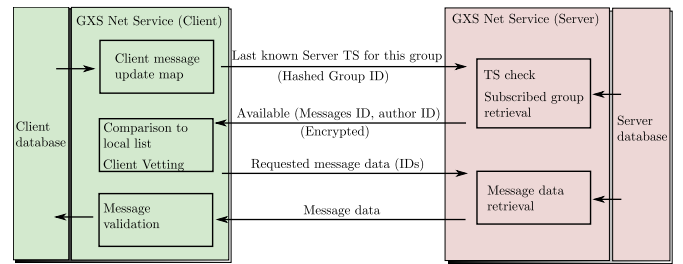 GXS Net Service (Client)
GXS Net Service (Server)
Client message
update map
Last known Server TS for this group
(Hashed Group ID)
TS check
Subscribed group
retrieval
Client
database
Comparison to
local list
Client Vetting
Available (Messages ID, author ID)
(Encrypted)
Server
database
Requested message data (IDs)
Message data
retrieval
Message
validation
Message data